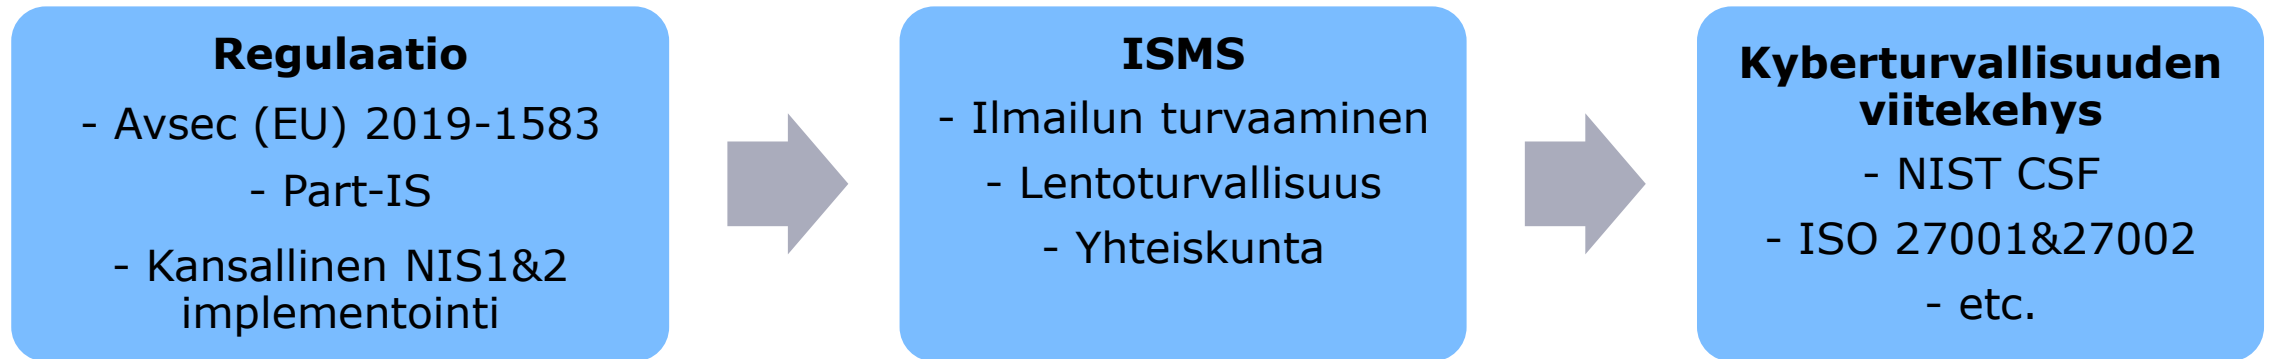 Regulaatio
- Avsec (EU) 2019-1583
- Part-IS
- Kansallinen NIS1&2
implementointi
ISMS
- Ilmailun turvaaminen
- Lentoturvallisuus
- Yhteiskunta
Kyberturvallisuuden
viitekehys
- NIST CSF
- ISO 27001&27002
- etc.